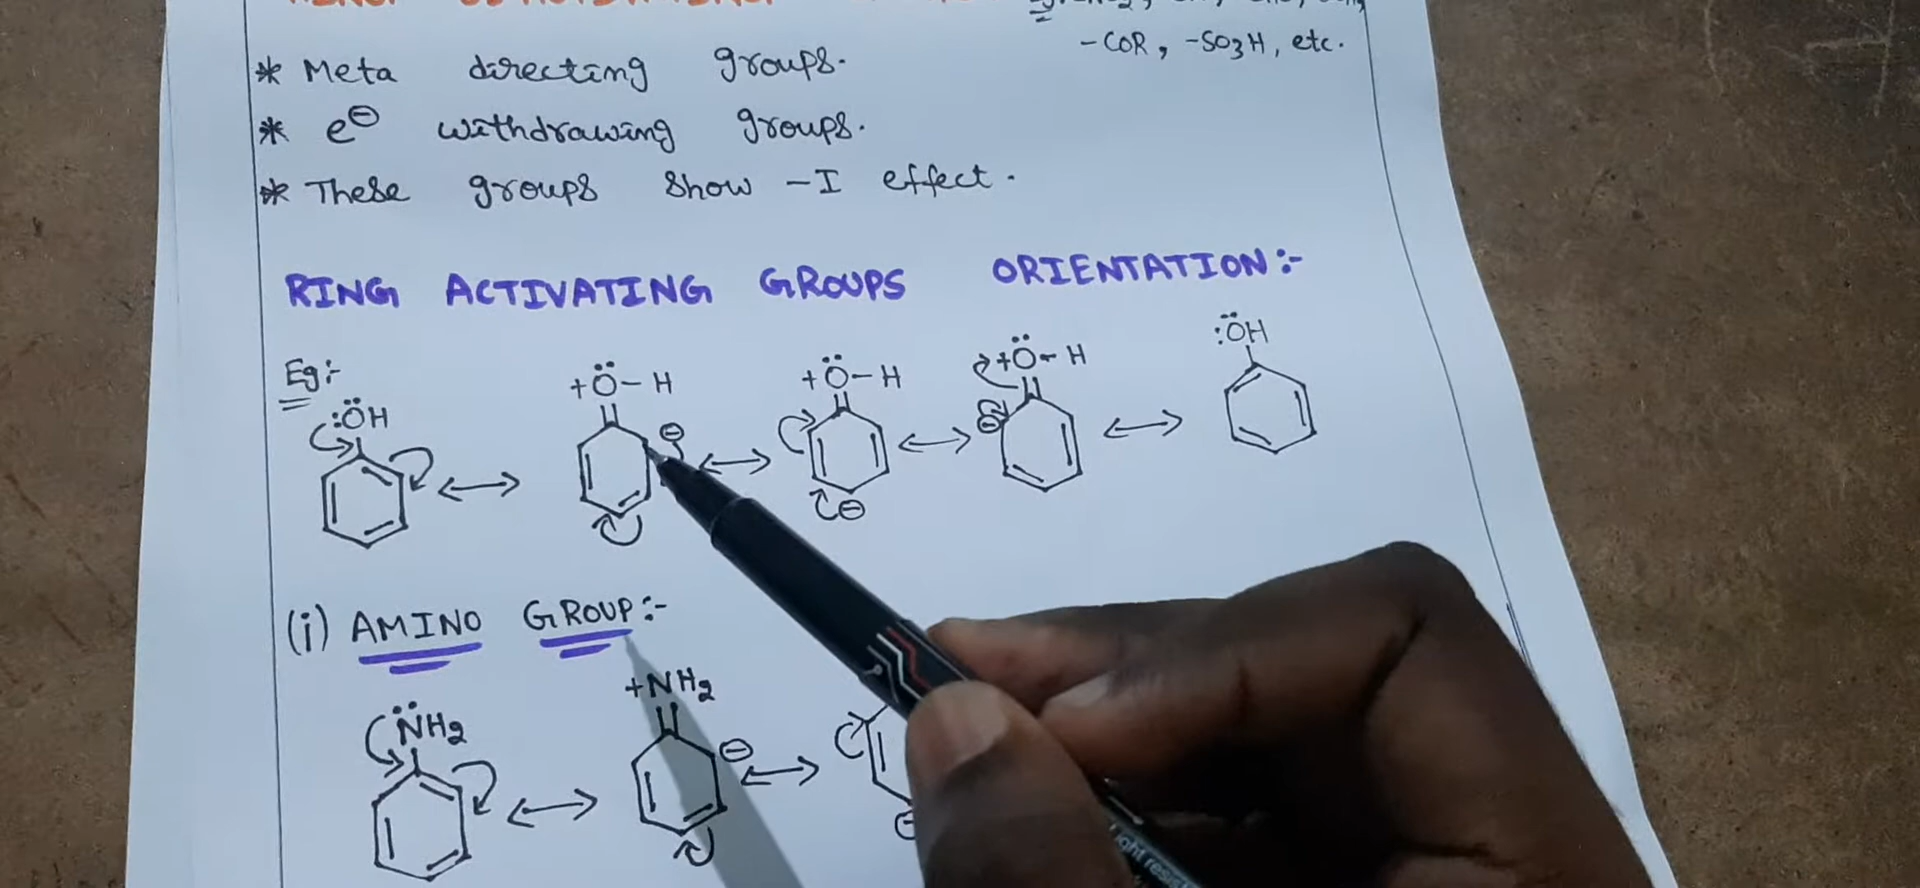 -COR, -SO3H, etc.
* Meta directing groups.
* e⊖ withdrawing groups.
* These groups show -I effect.
RING ACTIVATING GROUPS ORIENTATION:-
Eg:-
:ÖH +Ö-H +Ö-H +Ö-H :ÖH
⊖ ⊖ ⊖
(i) AMINO GROUP:-
N̈H2 +NH2
⊖ ⊖